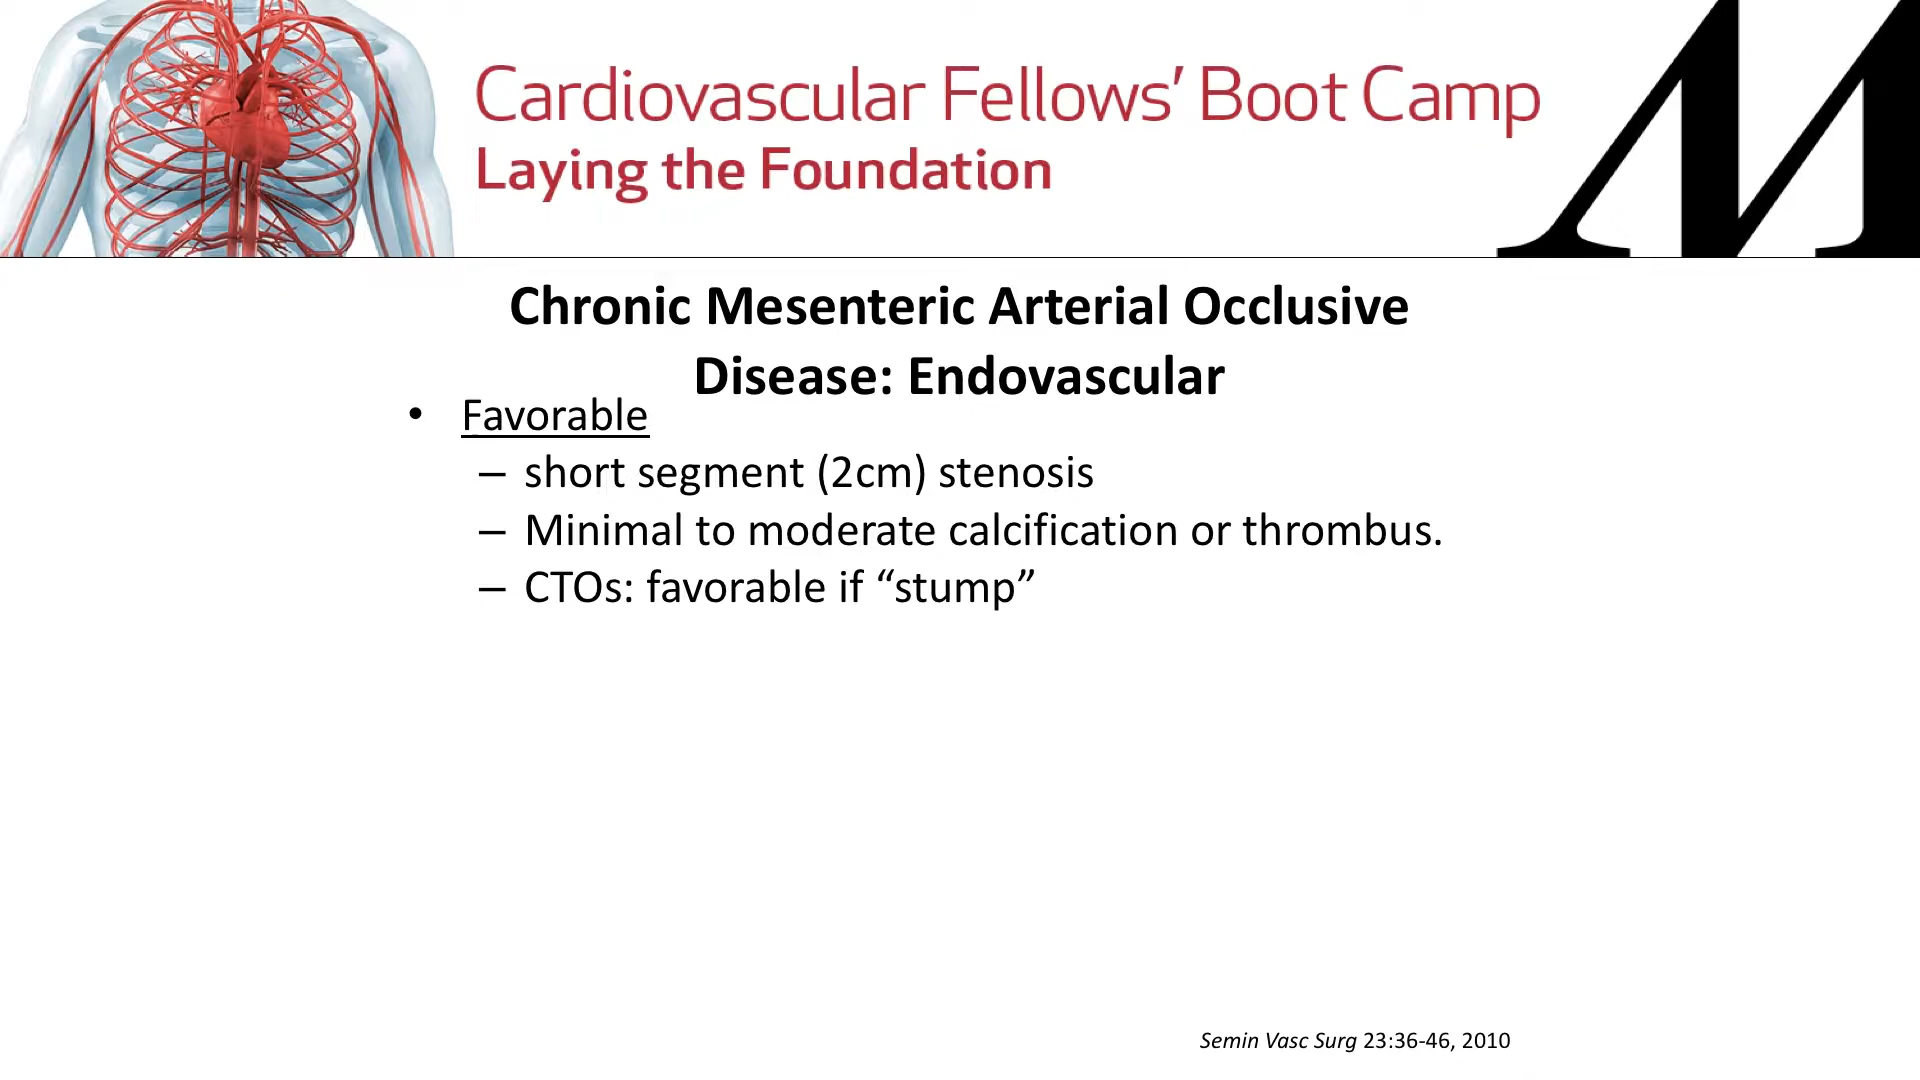 Cardiovascular Fellows’ Boot Camp
Laying the Foundation
M
Chronic Mesenteric Arterial Occlusive
Disease: Endovascular
• Favorable
– short segment (2cm) stenosis
– Minimal to moderate calcification or thrombus.
– CTOs: favorable if “stump”
Semin Vasc Surg 23:36-46, 2010